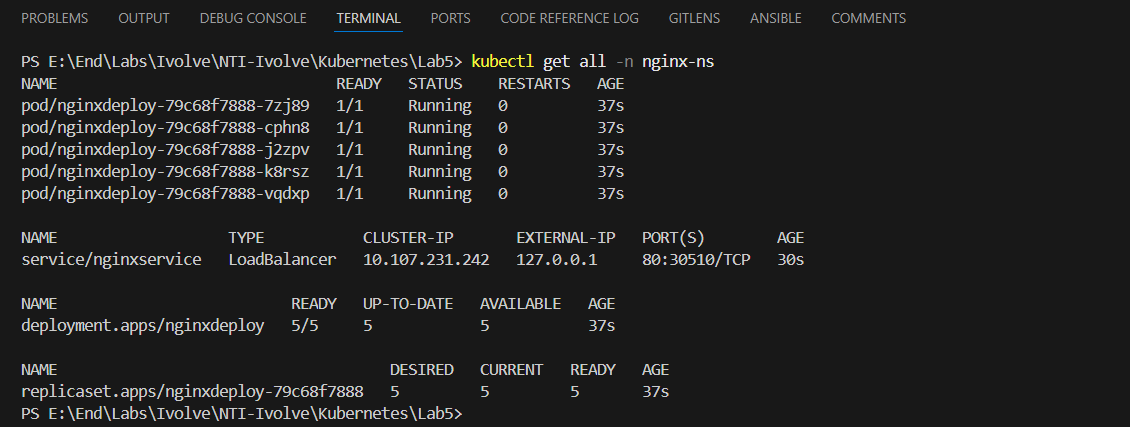 PROBLEMS OUTPUT DEBUG CONSOLE TERMINAL PORTS CODE REFERENCE LOG GITLENS ANSIBLE COMMENTS
PS E:\End\Labs\Ivolve\NTI-Ivolve\Kubernetes\Lab5> kubectl get all -n nginx-ns
NAME READY STATUS RESTARTS AGE
pod/nginxdeploy-79c68f7888-7zj89 1/1 Running 0 37s
pod/nginxdeploy-79c68f7888-cphn8 1/1 Running 0 37s
pod/nginxdeploy-79c68f7888-j2zpv 1/1 Running 0 37s
pod/nginxdeploy-79c68f7888-k8rsz 1/1 Running 0 37s
pod/nginxdeploy-79c68f7888-vqdxp 1/1 Running 0 37s
NAME TYPE CLUSTER-IP EXTERNAL-IP PORT(S) AGE
service/nginxservice LoadBalancer 10.107.231.242 127.0.0.1 80:30510/TCP 30s
NAME READY UP-TO-DATE AVAILABLE AGE
deployment.apps/nginxdeploy 5/5 5 5 37s
NAME DESIRED CURRENT READY AGE
replicaset.apps/nginxdeploy-79c68f7888 5 5 5 37s
PS E:\End\Labs\Ivolve\NTI-Ivolve\Kubernetes\Lab5>